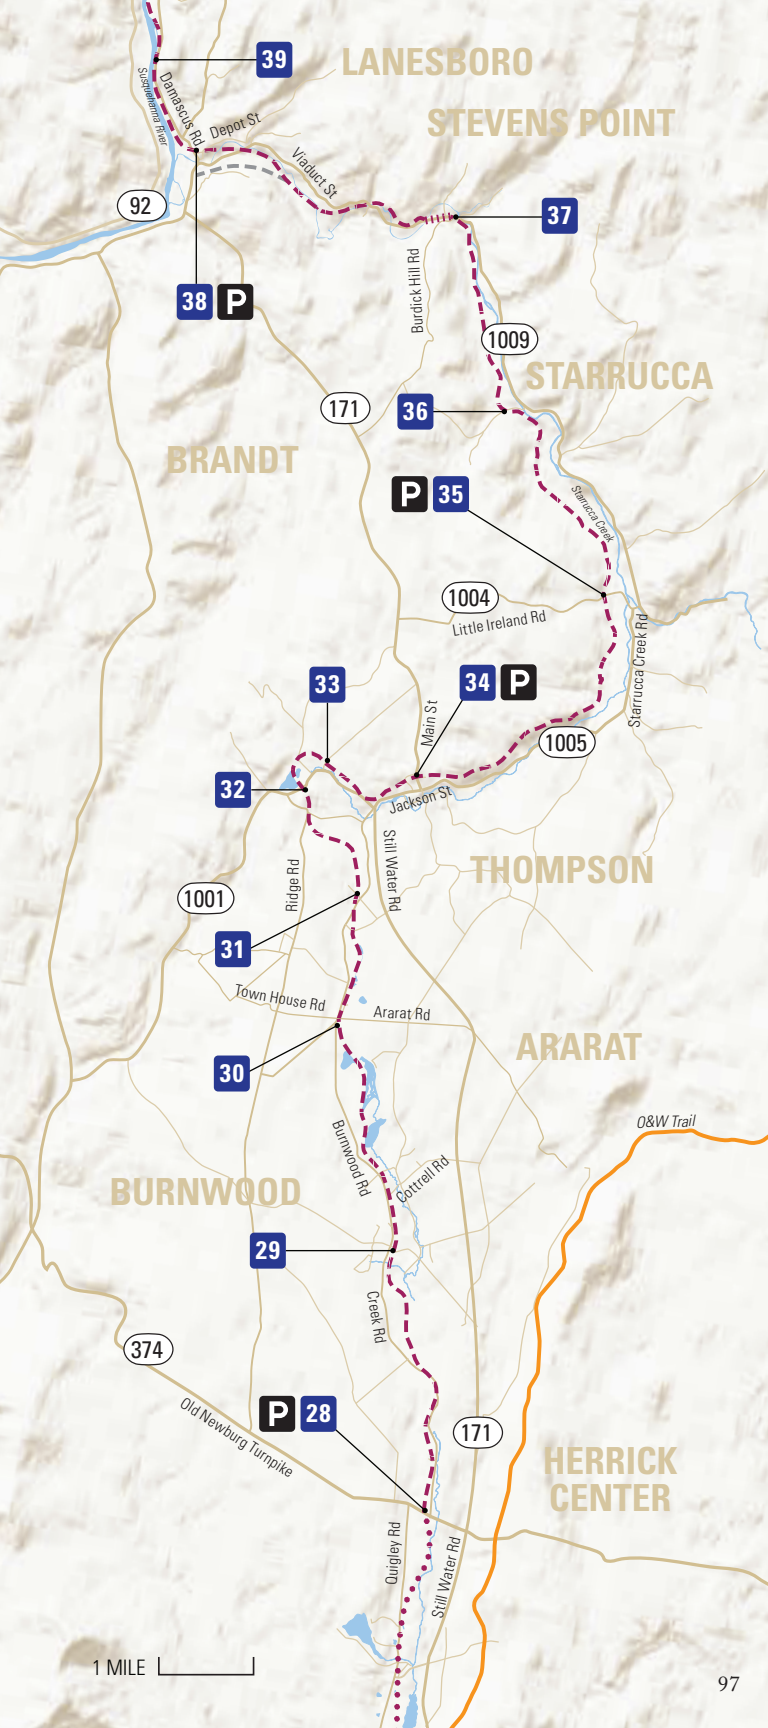 39
LANESBORO
Susquehanna River
Damascus Rd
Depot St
STEVENS POINT
Viaduct St
92
37
38 P
Burdick Hill Rd
1009
STARRUCCA
171
36
BRANDT
P 35
Starrucca Creek
1004
Little Ireland Rd
Starrucca Creek Rd
33
34 P
Main St
1005
32
Jackson St
Still Water Rd
THOMPSON
Ridge Rd
1001
31
Town House Rd
Ararat Rd
ARARAT
30
O&W Trail
Burnwood Rd
Cottrell Rd
BURNWOOD
29
Creek Rd
374
Old Newburg Turnpike
P 28
171
HERRICK
CENTER
Quigley Rd
Still Water Rd
1 MILE
97